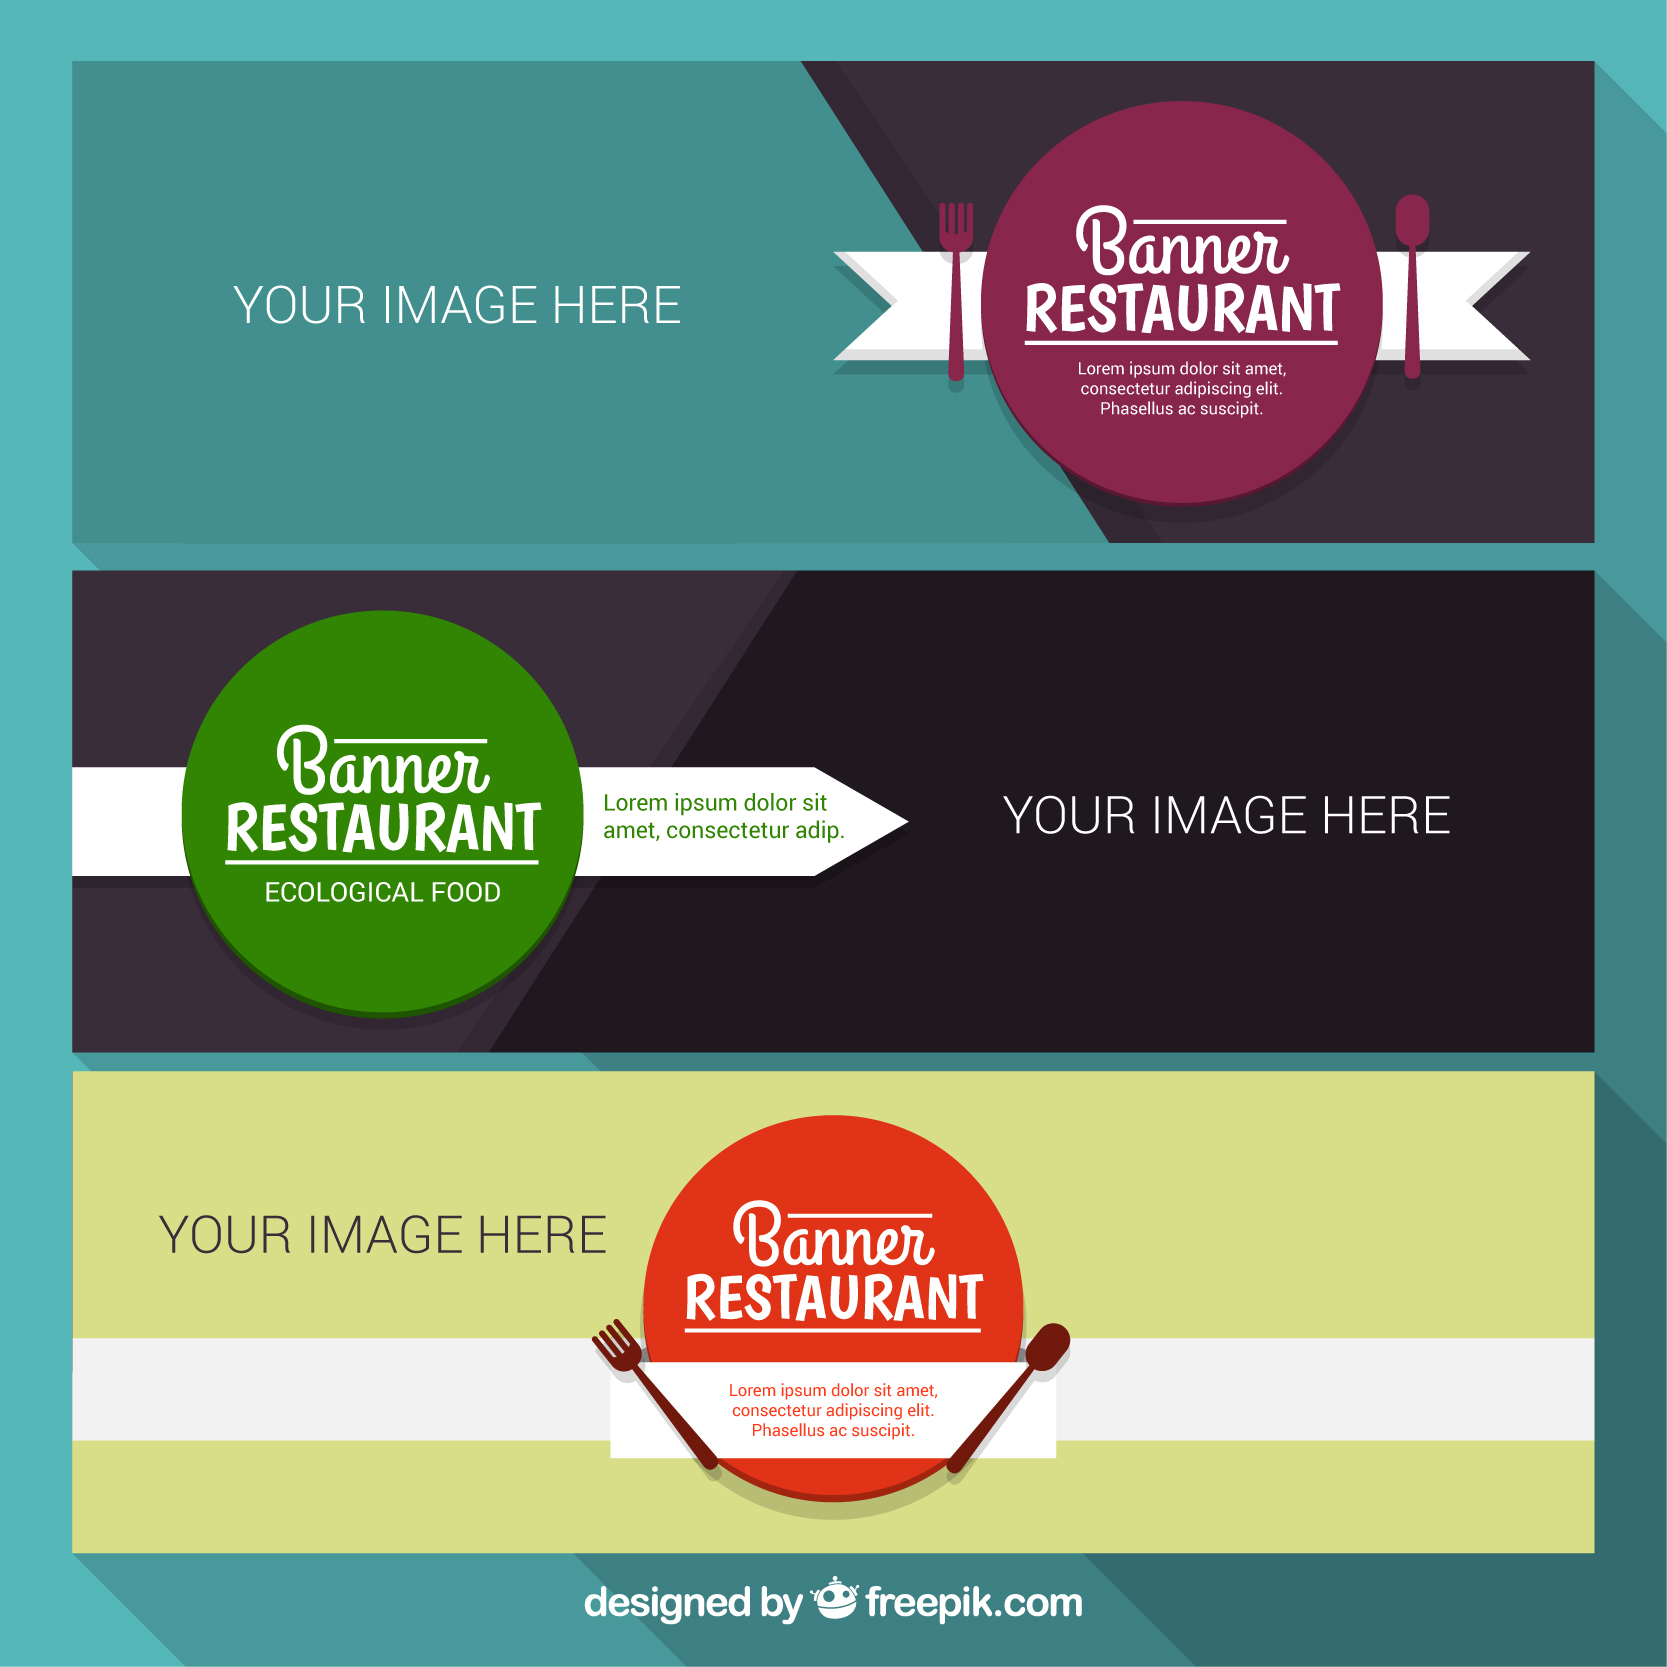 YOUR IMAGE HERE
Banner
RESTAURANT
Lorem ipsum dolor sit amet,
consectetur adipiscing elit.
Phasellus ac suscipit.
Banner
RESTAURANT
ECOLOGICAL FOOD
Lorem ipsum dolor sit
amet, consectetur adip.
YOUR IMAGE HERE
YOUR IMAGE HERE
Banner
RESTAURANT
Lorem ipsum dolor sit amet,
consectetur adipiscing elit.
Phasellus ac suscipit.
designed by freepik.com